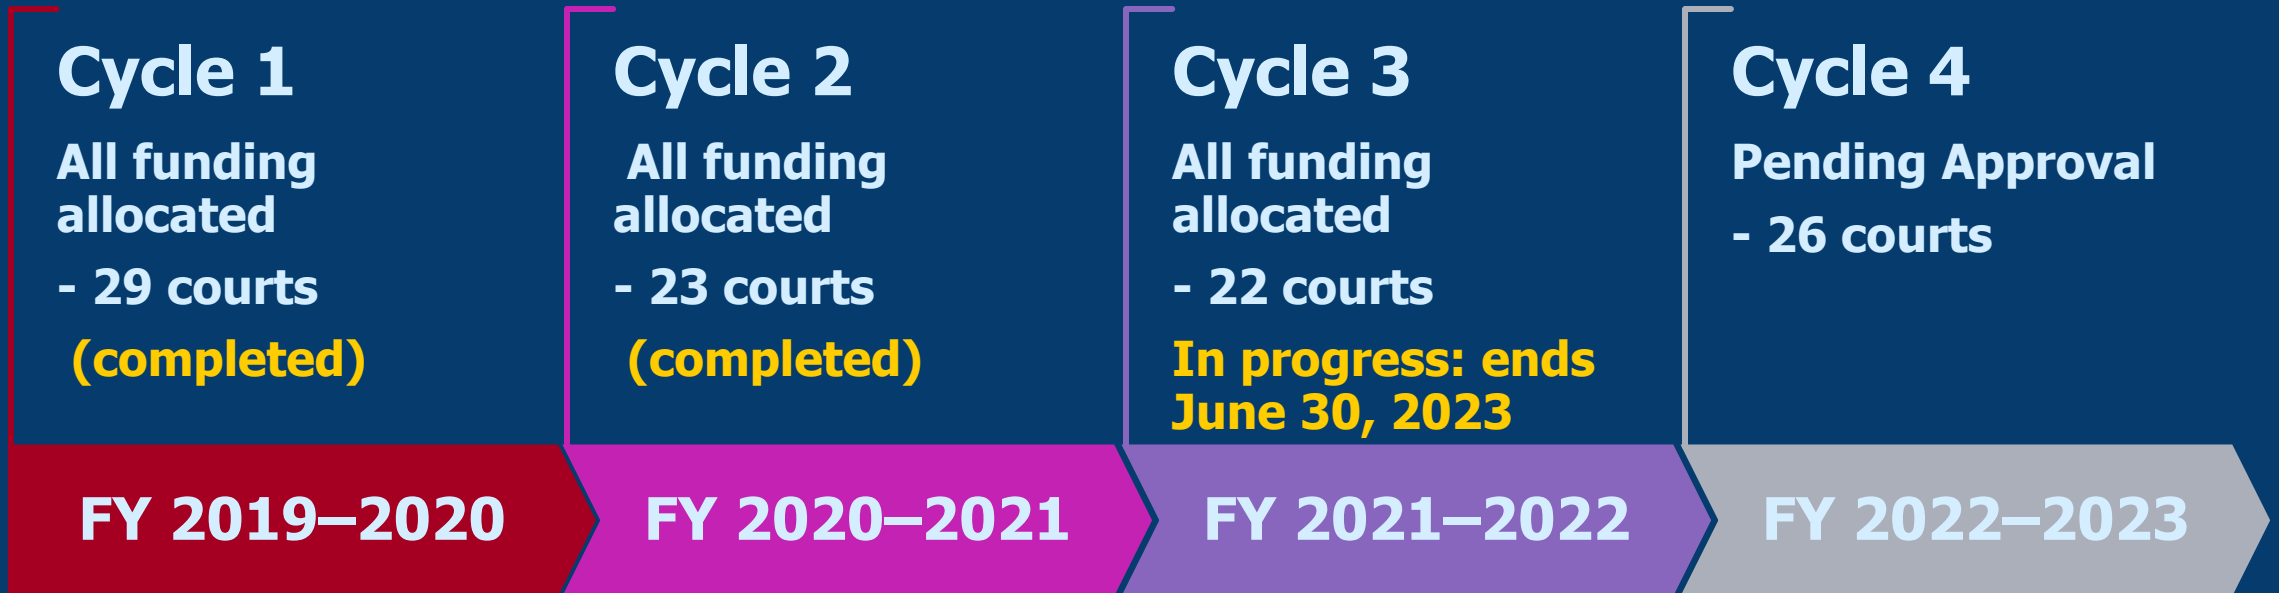 Cycle 1
All funding
allocated
- 29 courts
(completed)
FY 2019–2020
Cycle 2
All funding
allocated
- 23 courts
(completed)
FY 2020–2021
Cycle 3
All funding
allocated
- 22 courts
In progress: ends
June 30, 2023
FY 2021–2022
Cycle 4
Pending Approval
- 26 courts
FY 2022–2023